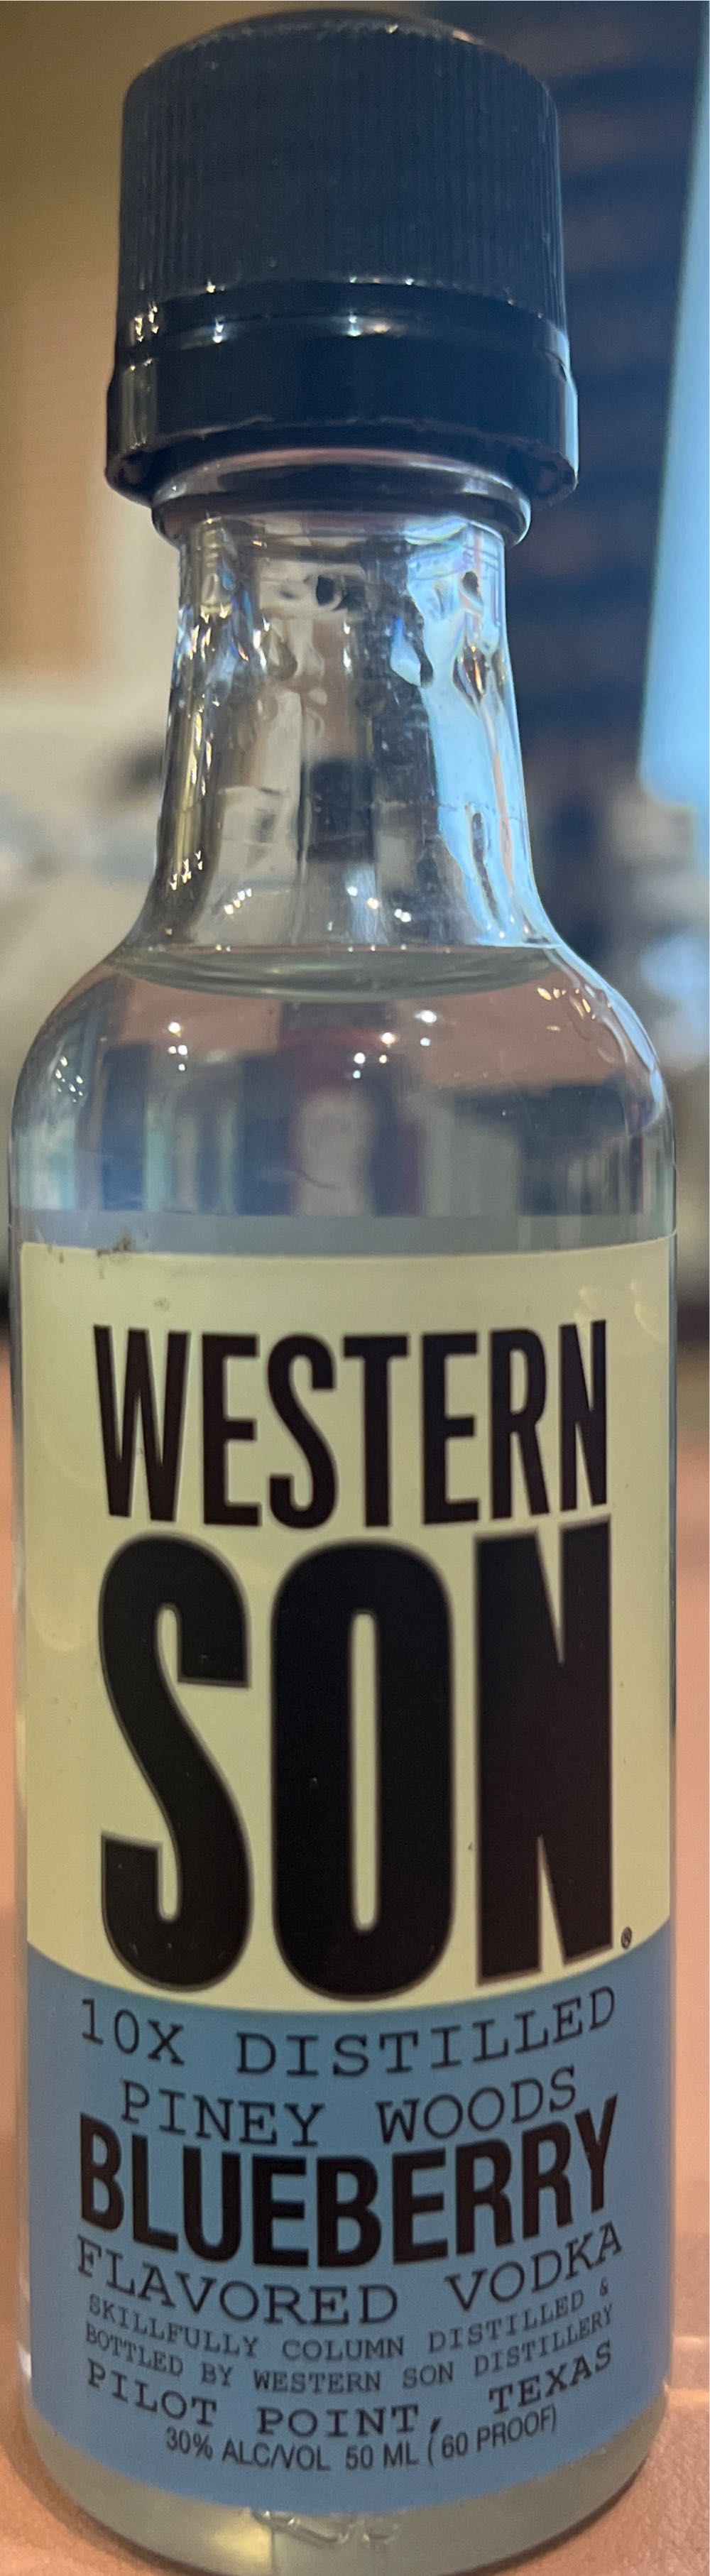 WESTERN
SON®
10X DISTILLED
PINEY WOODS
BLUEBERRY
FLAVORED VODKA
SKILLFULLY COLUMN DISTILLED &
BOTTLED BY WESTERN SON DISTILLERY
PILOT POINT, TEXAS
30% ALC/VOL 50 ML (60 PROOF)